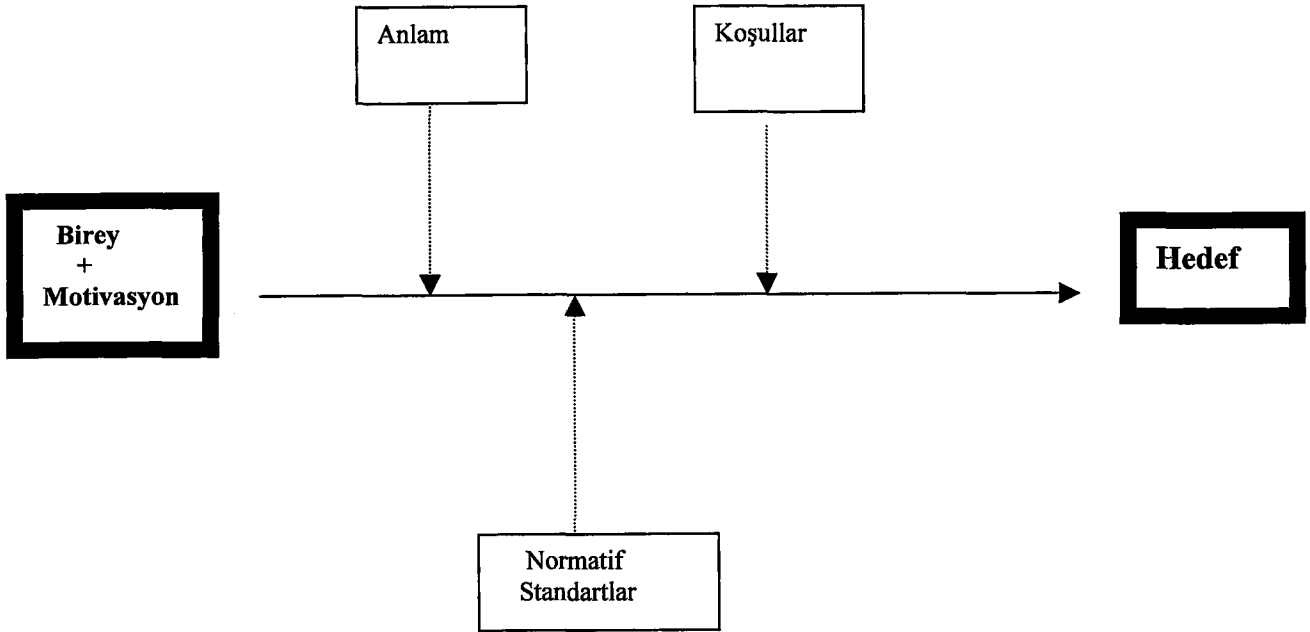 Anlam
Koşullar
Birey
+
Motivasyon
Hedef
Normatif
Standartlar